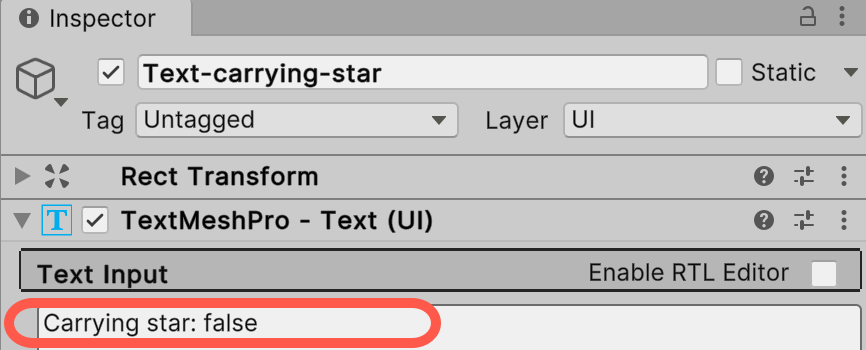 Inspector
Text-carrying-star Static
Tag Untagged Layer UI
Rect Transform
T TextMeshPro - Text (UI)
Text Input Enable RTL Editor
Carrying star: false